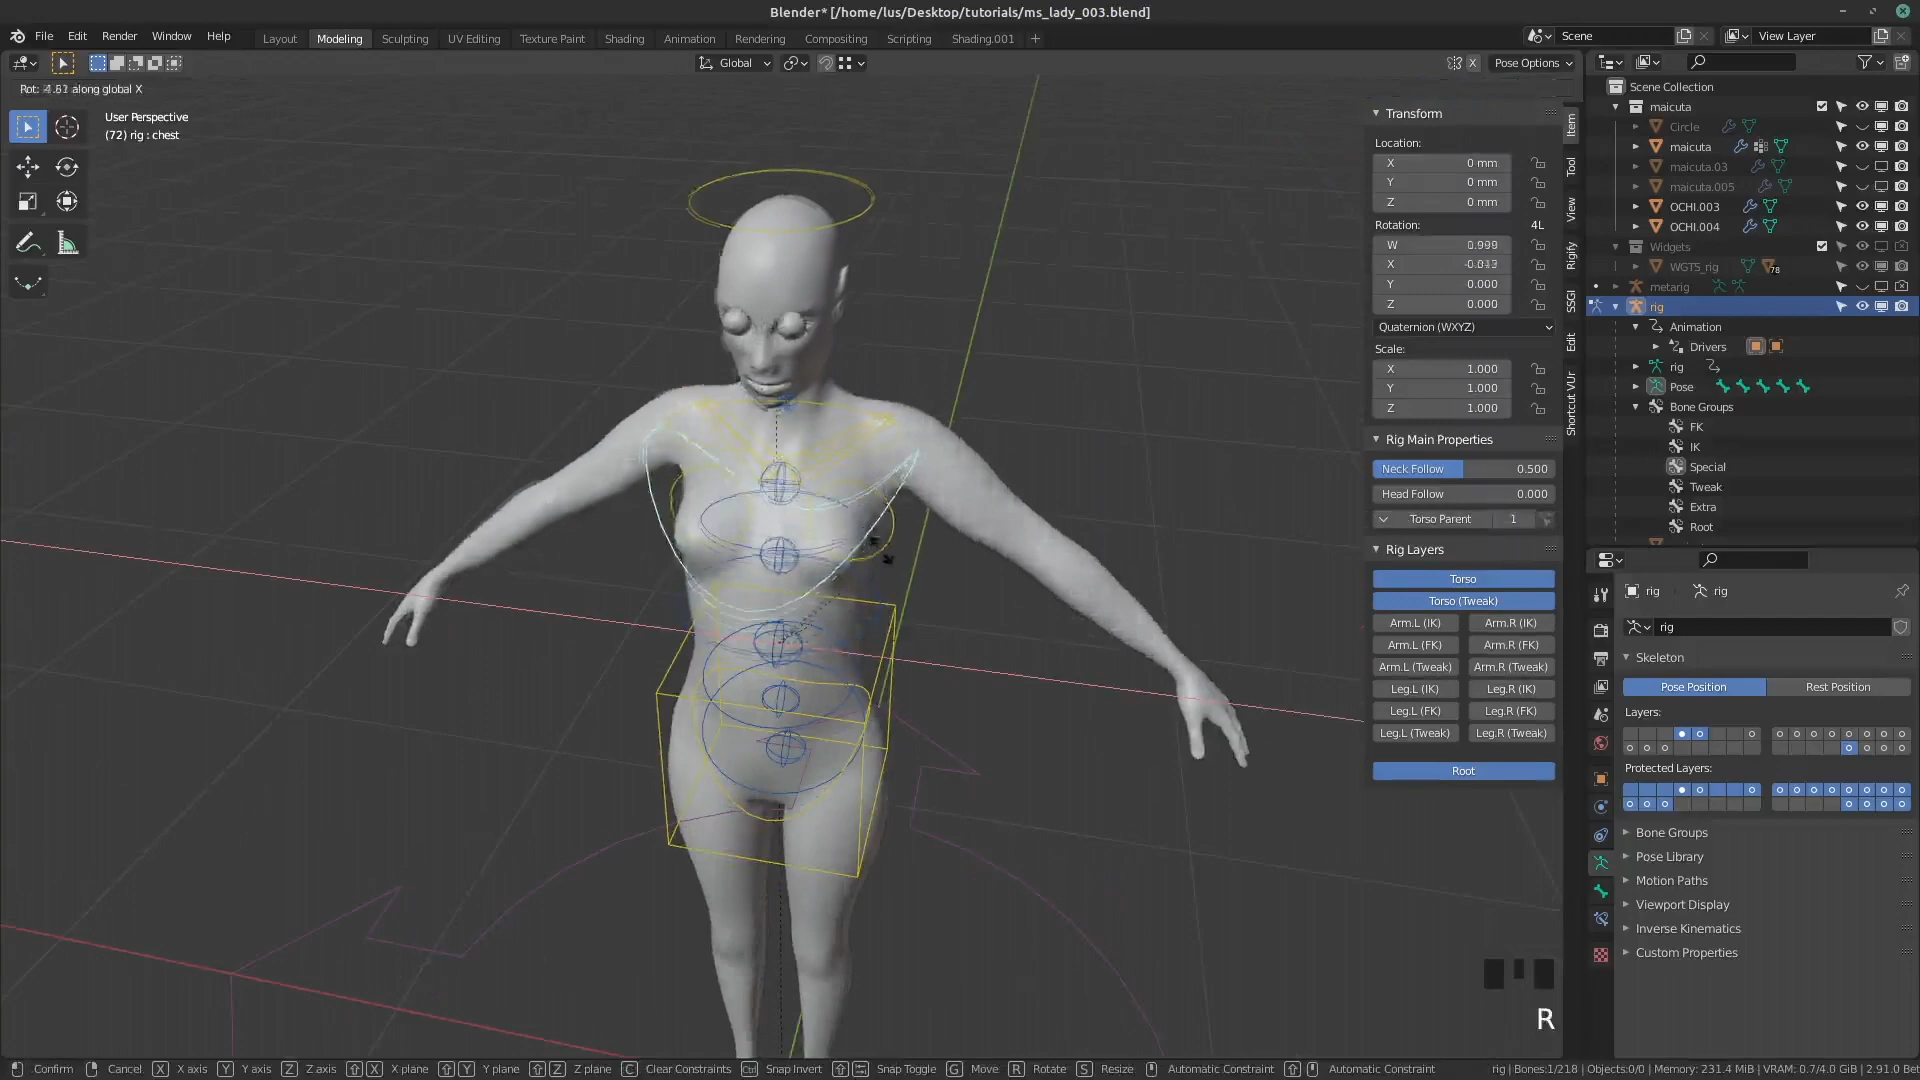 Blender* [/home/lus/Desktop/tutorials/ms_lady_003.blend]
File Edit Render Window Help
Layout Modeling Sculpting UV Editing Texture Paint Shading Animation Rendering Compositing Scripting Shading.001 +
Scene
View Layer
Global
X Pose Options
along global X
User Perspective
(72) rig : chest
Transform
Location:
X 0 mm
Y 0 mm
Z 0 mm
Rotation: 4L
W 0.999
X
Y 0.000
Z 0.000
Quaternion (WXYZ)
Scale:
X 1.000
Y 1.000
Z 1.000
Rig Main Properties
Neck Follow 0.500
Head Follow 0.000
Torso Parent 1
Rig Layers
Torso
Torso (Tweak)
Arm.L (IK) Arm.R (IK)
Arm.L (FK) Arm.R (FK)
Arm.L (Tweak) Arm.R (Tweak)
Leg.L (IK) Leg.R (IK)
Leg.L (FK) Leg.R (FK)
Leg.L (Tweak) Leg.R (Tweak)
Root
Item
Tool
View
Rigify
SSGI
Edit
Shortcut VUr
Scene Collection
maicuta
Circle
maicuta
maicuta.03
maicuta.005
OCHI.003
OCHI.004
Widgets
WGTS_rig 78
metarig
rig
Animation
Drivers
rig
Pose
Bone Groups
FK
IK
Special
Tweak
Extra
Root
rig rig
rig
Skeleton
Pose Position Rest Position
Layers:
Protected Layers:
Bone Groups
Pose Library
Motion Paths
Viewport Display
Inverse Kinematics
Custom Properties
R
Confirm Cancel X X axis Y Y axis Z Z axis X X plane Y Y plane Z Z plane C Clear Constraints Ctrl Snap Invert Snap Toggle G Move R Rotate S Resize Automatic Constraint Automatic Constraint rig | Bones:1/218 | Objects:0/0 | Memory: 231.4 MiB | VRAM: 0.7/4.0 GiB | 2.91.0 Bet